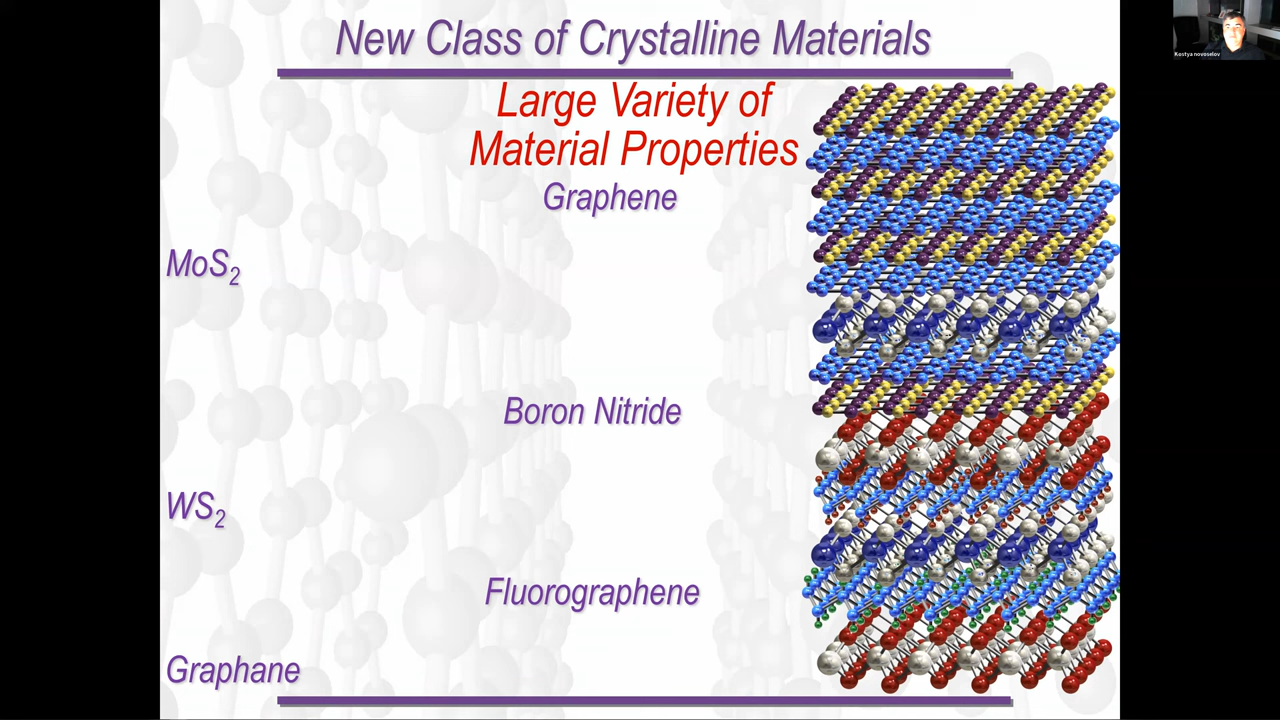 New Class of Crystalline Materials
Large Variety of
Material Properties
Graphene
MoS₂
Boron Nitride
WS₂
Fluorographene
Graphane
Kostya novoselov